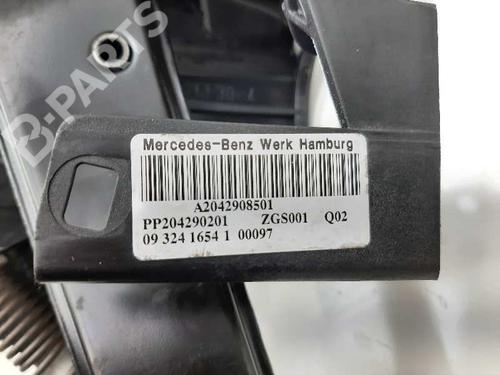 B-PARTS
Mercedes-Benz Werk Hamburg
A2042908501
PP204290201 ZGS001 Q02
09 324 1654 1 00097